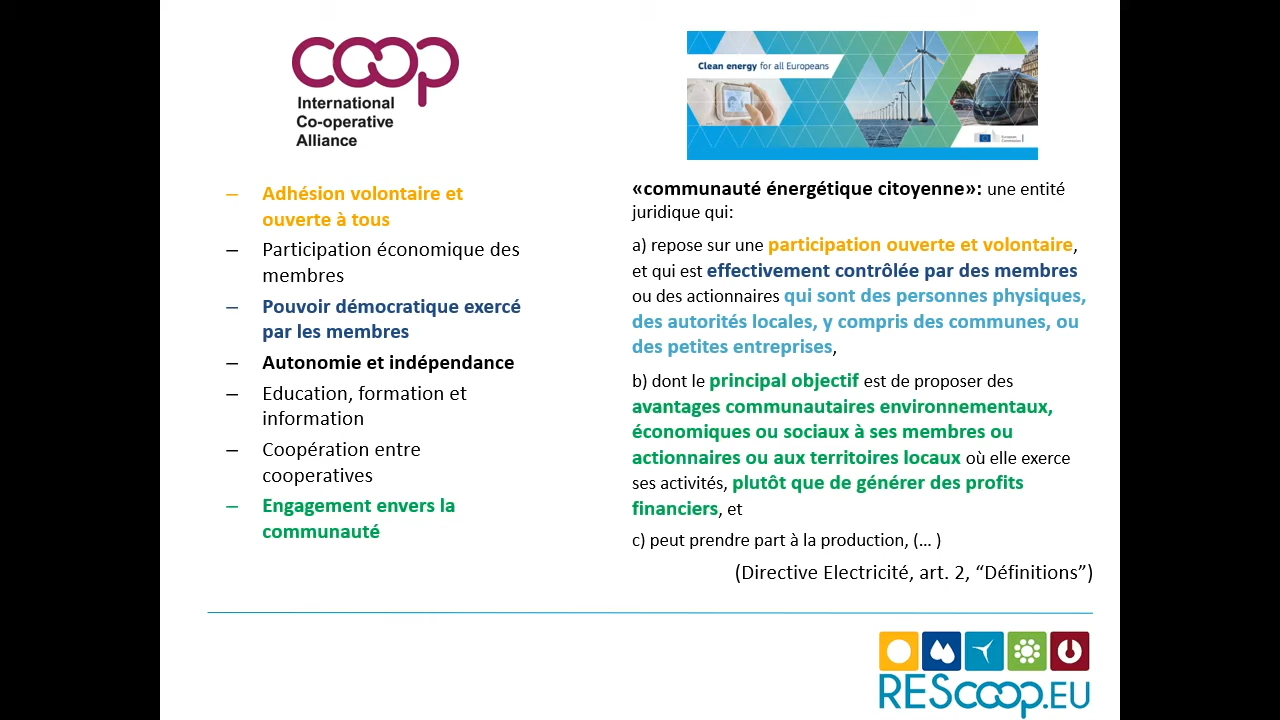 coop
International
Co-operative
Alliance
Clean energy for all Europeans
– Adhésion volontaire et
ouverte à tous
– Participation économique des
membres
– Pouvoir démocratique exercé
par les membres
– Autonomie et indépendance
– Education, formation et
information
– Coopération entre
cooperatives
– Engagement envers la
communauté
«communauté énergétique citoyenne»: une entité
juridique qui:
a) repose sur une participation ouverte et volontaire,
et qui est effectivement contrôlée par des membres
ou des actionnaires qui sont des personnes physiques,
des autorités locales, y compris des communes, ou
des petites entreprises,
b) dont le principal objectif est de proposer des
avantages communautaires environnementaux,
économiques ou sociaux à ses membres ou
actionnaires ou aux territoires locaux où elle exerce
ses activités, plutôt que de générer des profits
financiers, et
c) peut prendre part à la production, (... )
(Directive Electricité, art. 2, “Définitions”)
REScoop.EU